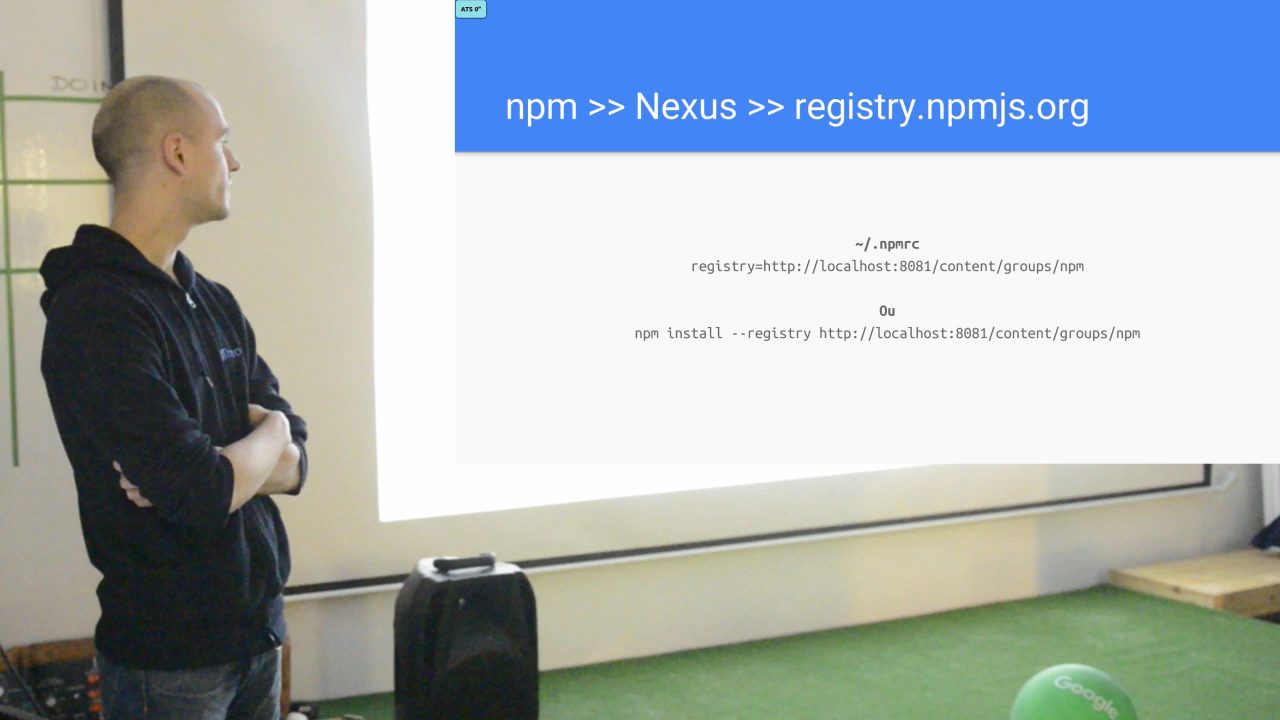 ATS 0"
DOIN
npm >> Nexus >> registry.npmjs.org
~/.npmrc
registry=http://localhost:8081/content/groups/npm
Ou
npm install --registry http://localhost:8081/content/groups/npm
Google